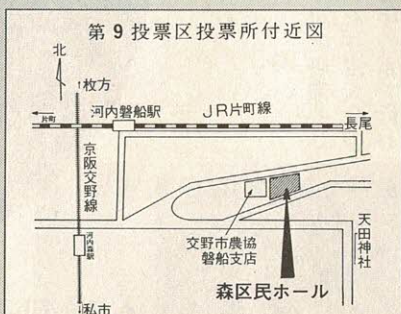 第9投票区投票所付近図
北
↑枚方
河内磐船駅
JR片町線
片町
長尾
京阪交野線
河内森駅
交野市農協
磐船支店
天田神社
森区民ホール
↓私市